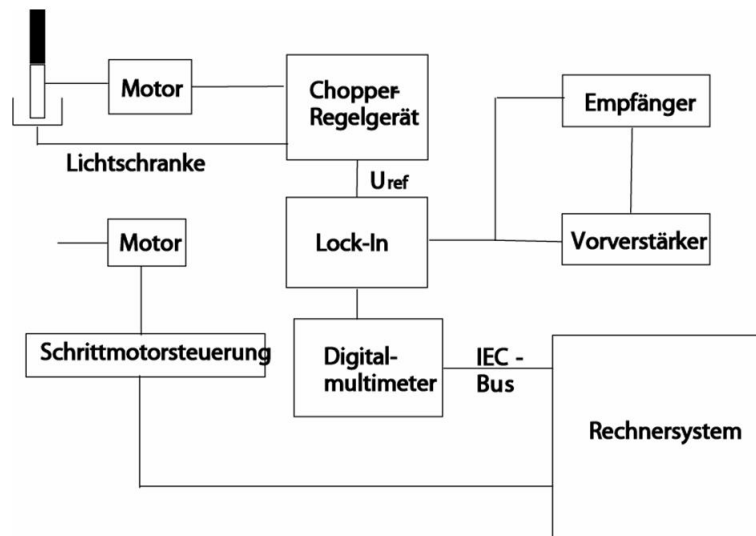 Motor
Chopper-
Regelgerät
Empfänger
Lichtschranke
Uref
Motor
Lock-In
Vorverstärker
Schrittmotorsteuerung
Digital-
multimeter
IEC -
Bus
Rechnersystem